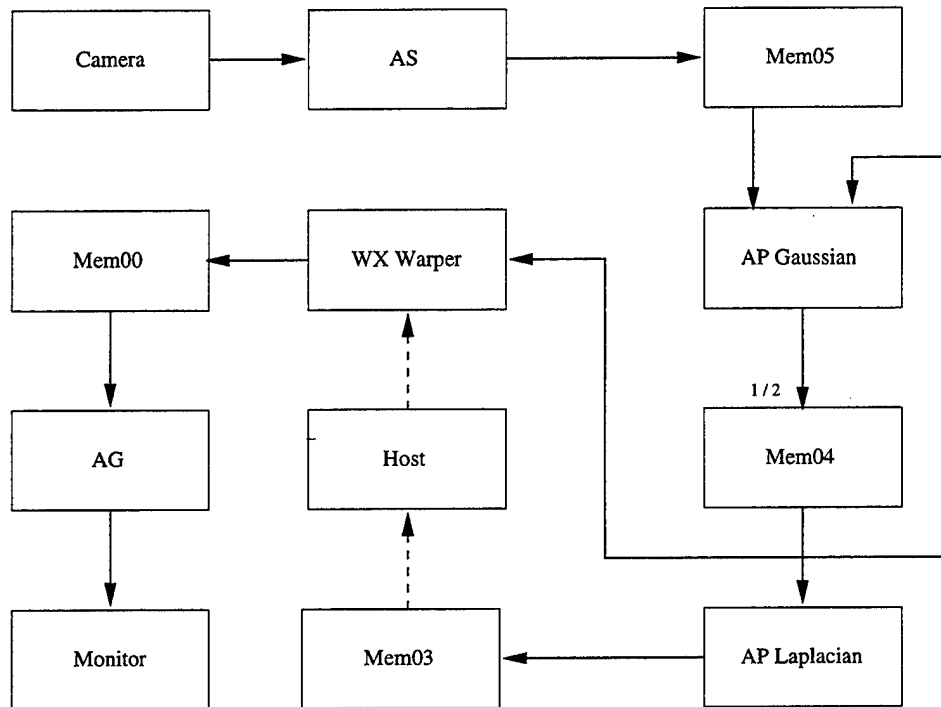 Camera
AS
Mem05
Mem00
WX Warper
AP Gaussian
1 / 2
AG
Host
Mem04
Monitor
Mem03
AP Laplacian